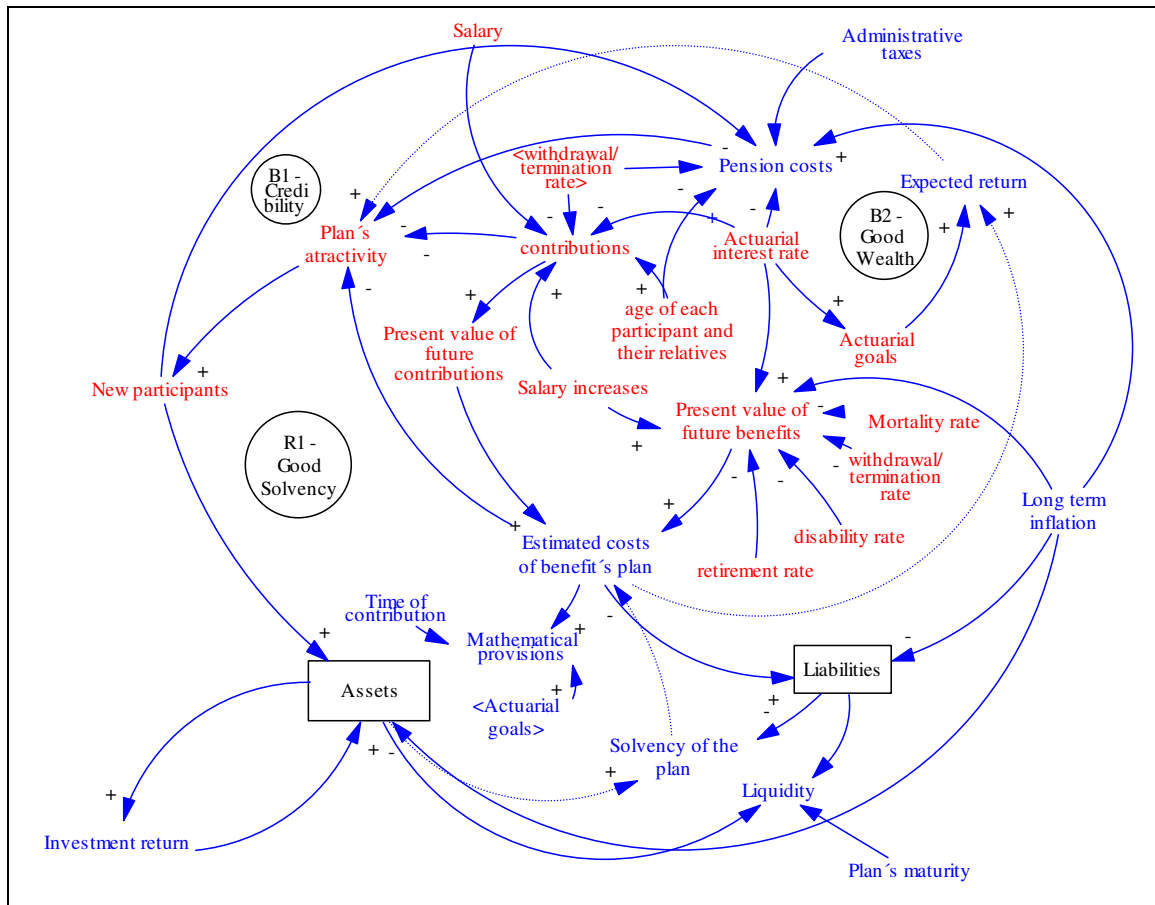 Salary
Administrative
taxes
<withdrawal/
termination
rate>
-
Pension costs
+
B1 -
Credi
bility
+
-
-
-
Expected return
Plan´s
atractivity
-
-
contributions
+
-
Actuarial
interest rate
B2 -
Good
Wealth
+
+
-
+
+
+
age of each
participant and
their relatives
+
Present value of
future
contributions
Actuarial
goals
+
New participants
Salary increases
+
Present value of
future benefits
-
Mortality rate
R1 -
Good
Solvency
+
-
withdrawal/
termination
rate
-
-
+
Long term
inflation
+
Estimated costs
of benefit´s plan
disability rate
retirement rate
Time of
contribution
-
+
+
Mathematical
provisions
-
Assets
Liabilities
+
<Actuarial
goals>
+
-
Solvency of the
plan
+
-
+
Liquidity
+
Investment return
Plan´s maturity